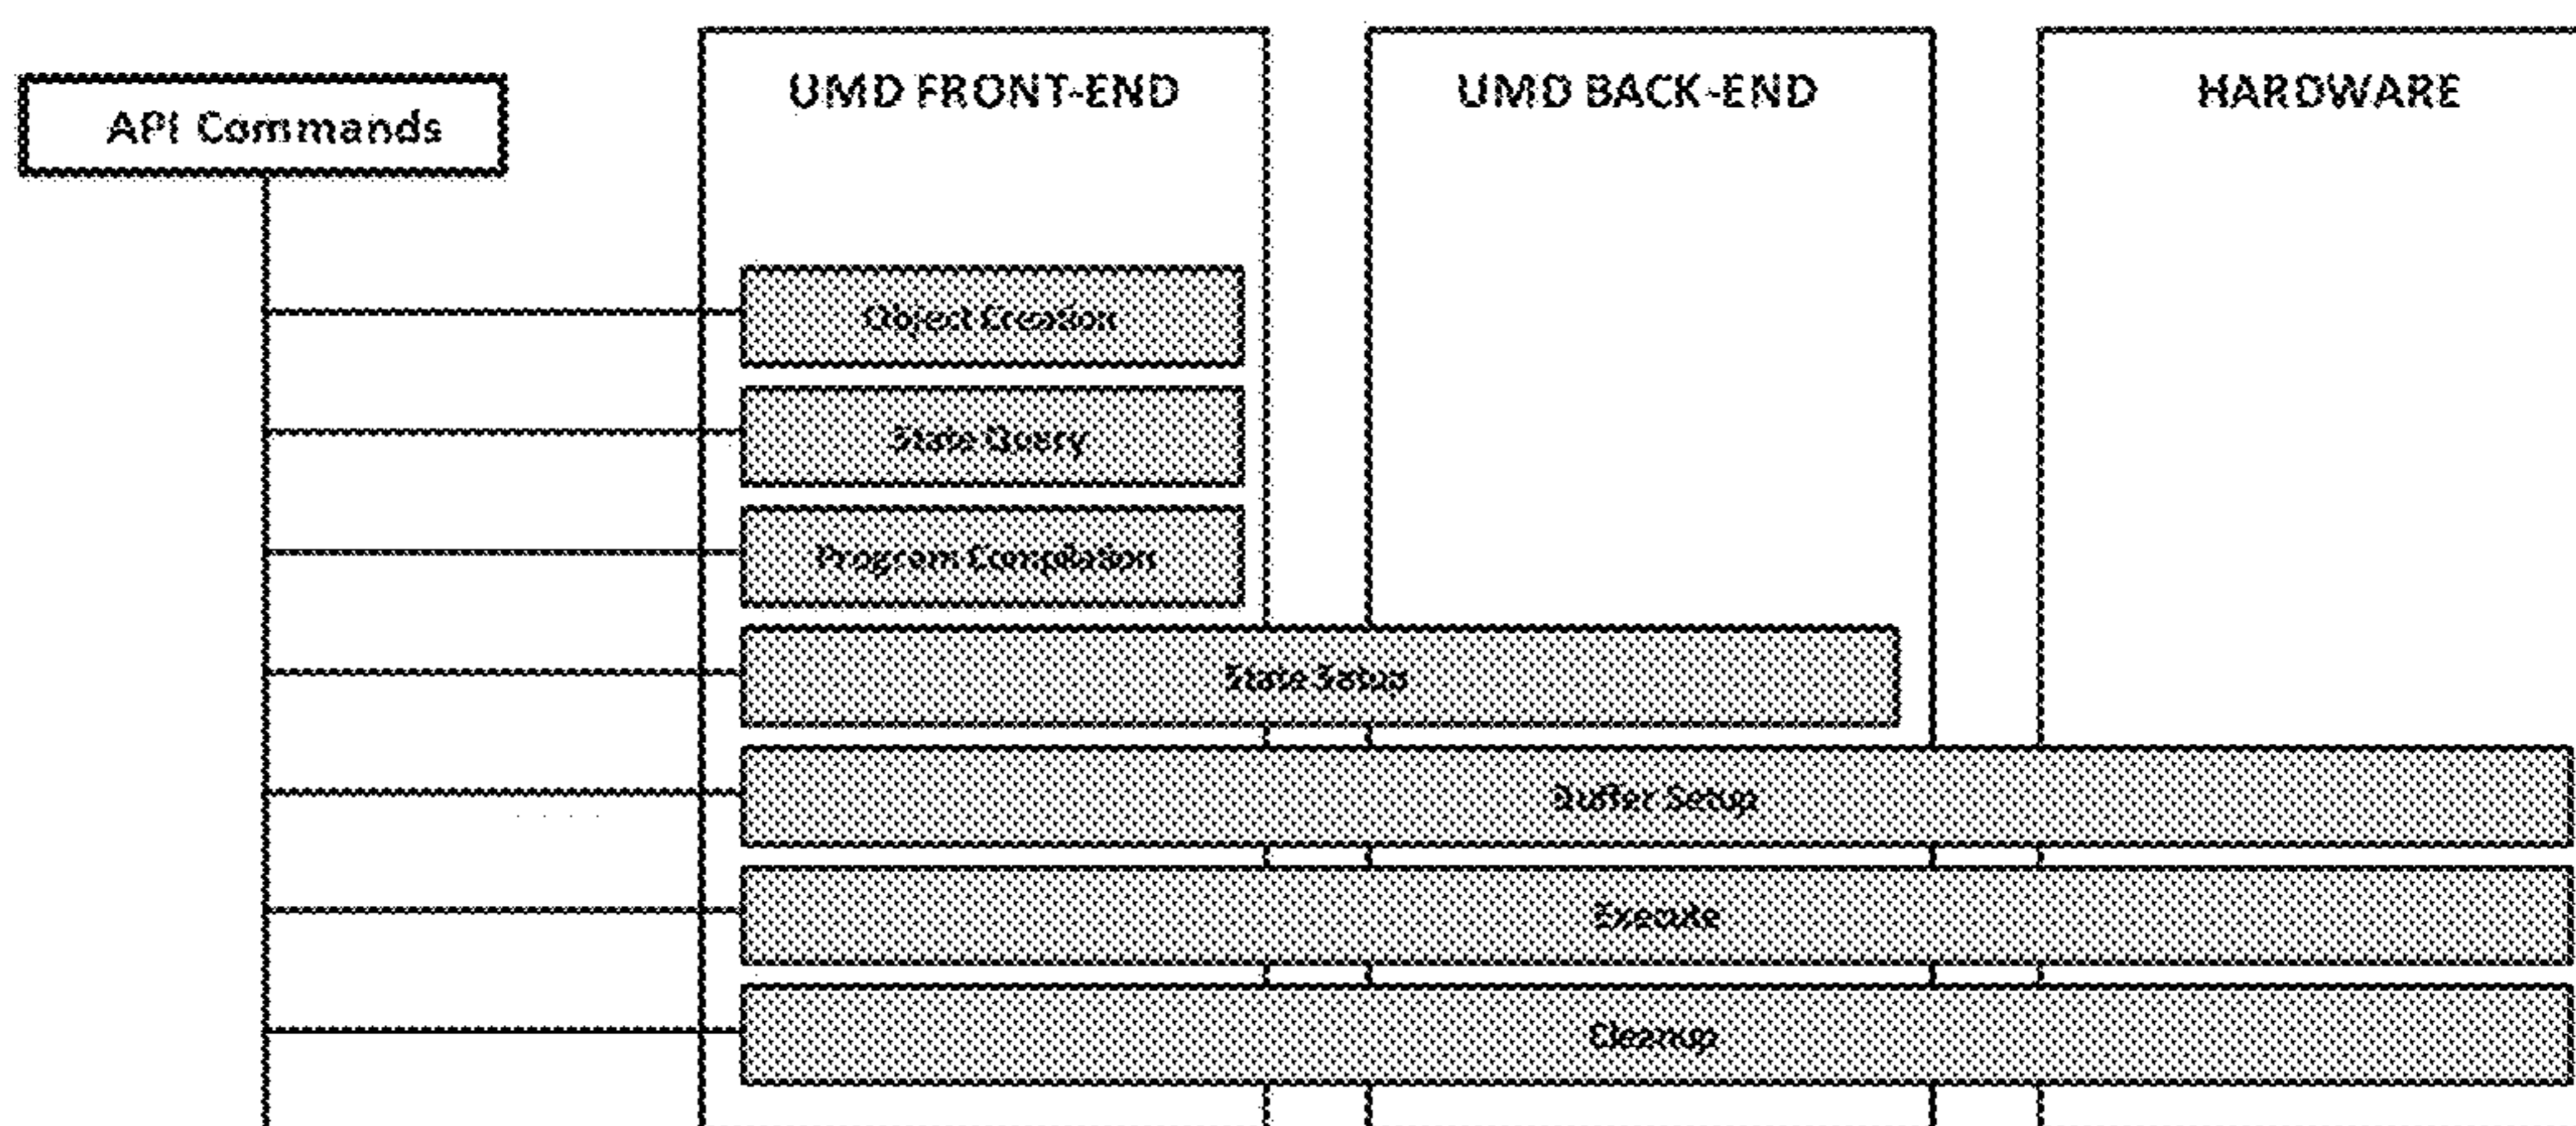 API Commands
UMD FRONT-END
UMD BACK-END
HARDWARE
Object Creation
State Query
Program Compilation
State Setup
Buffer Setup
Execute
Cleanup